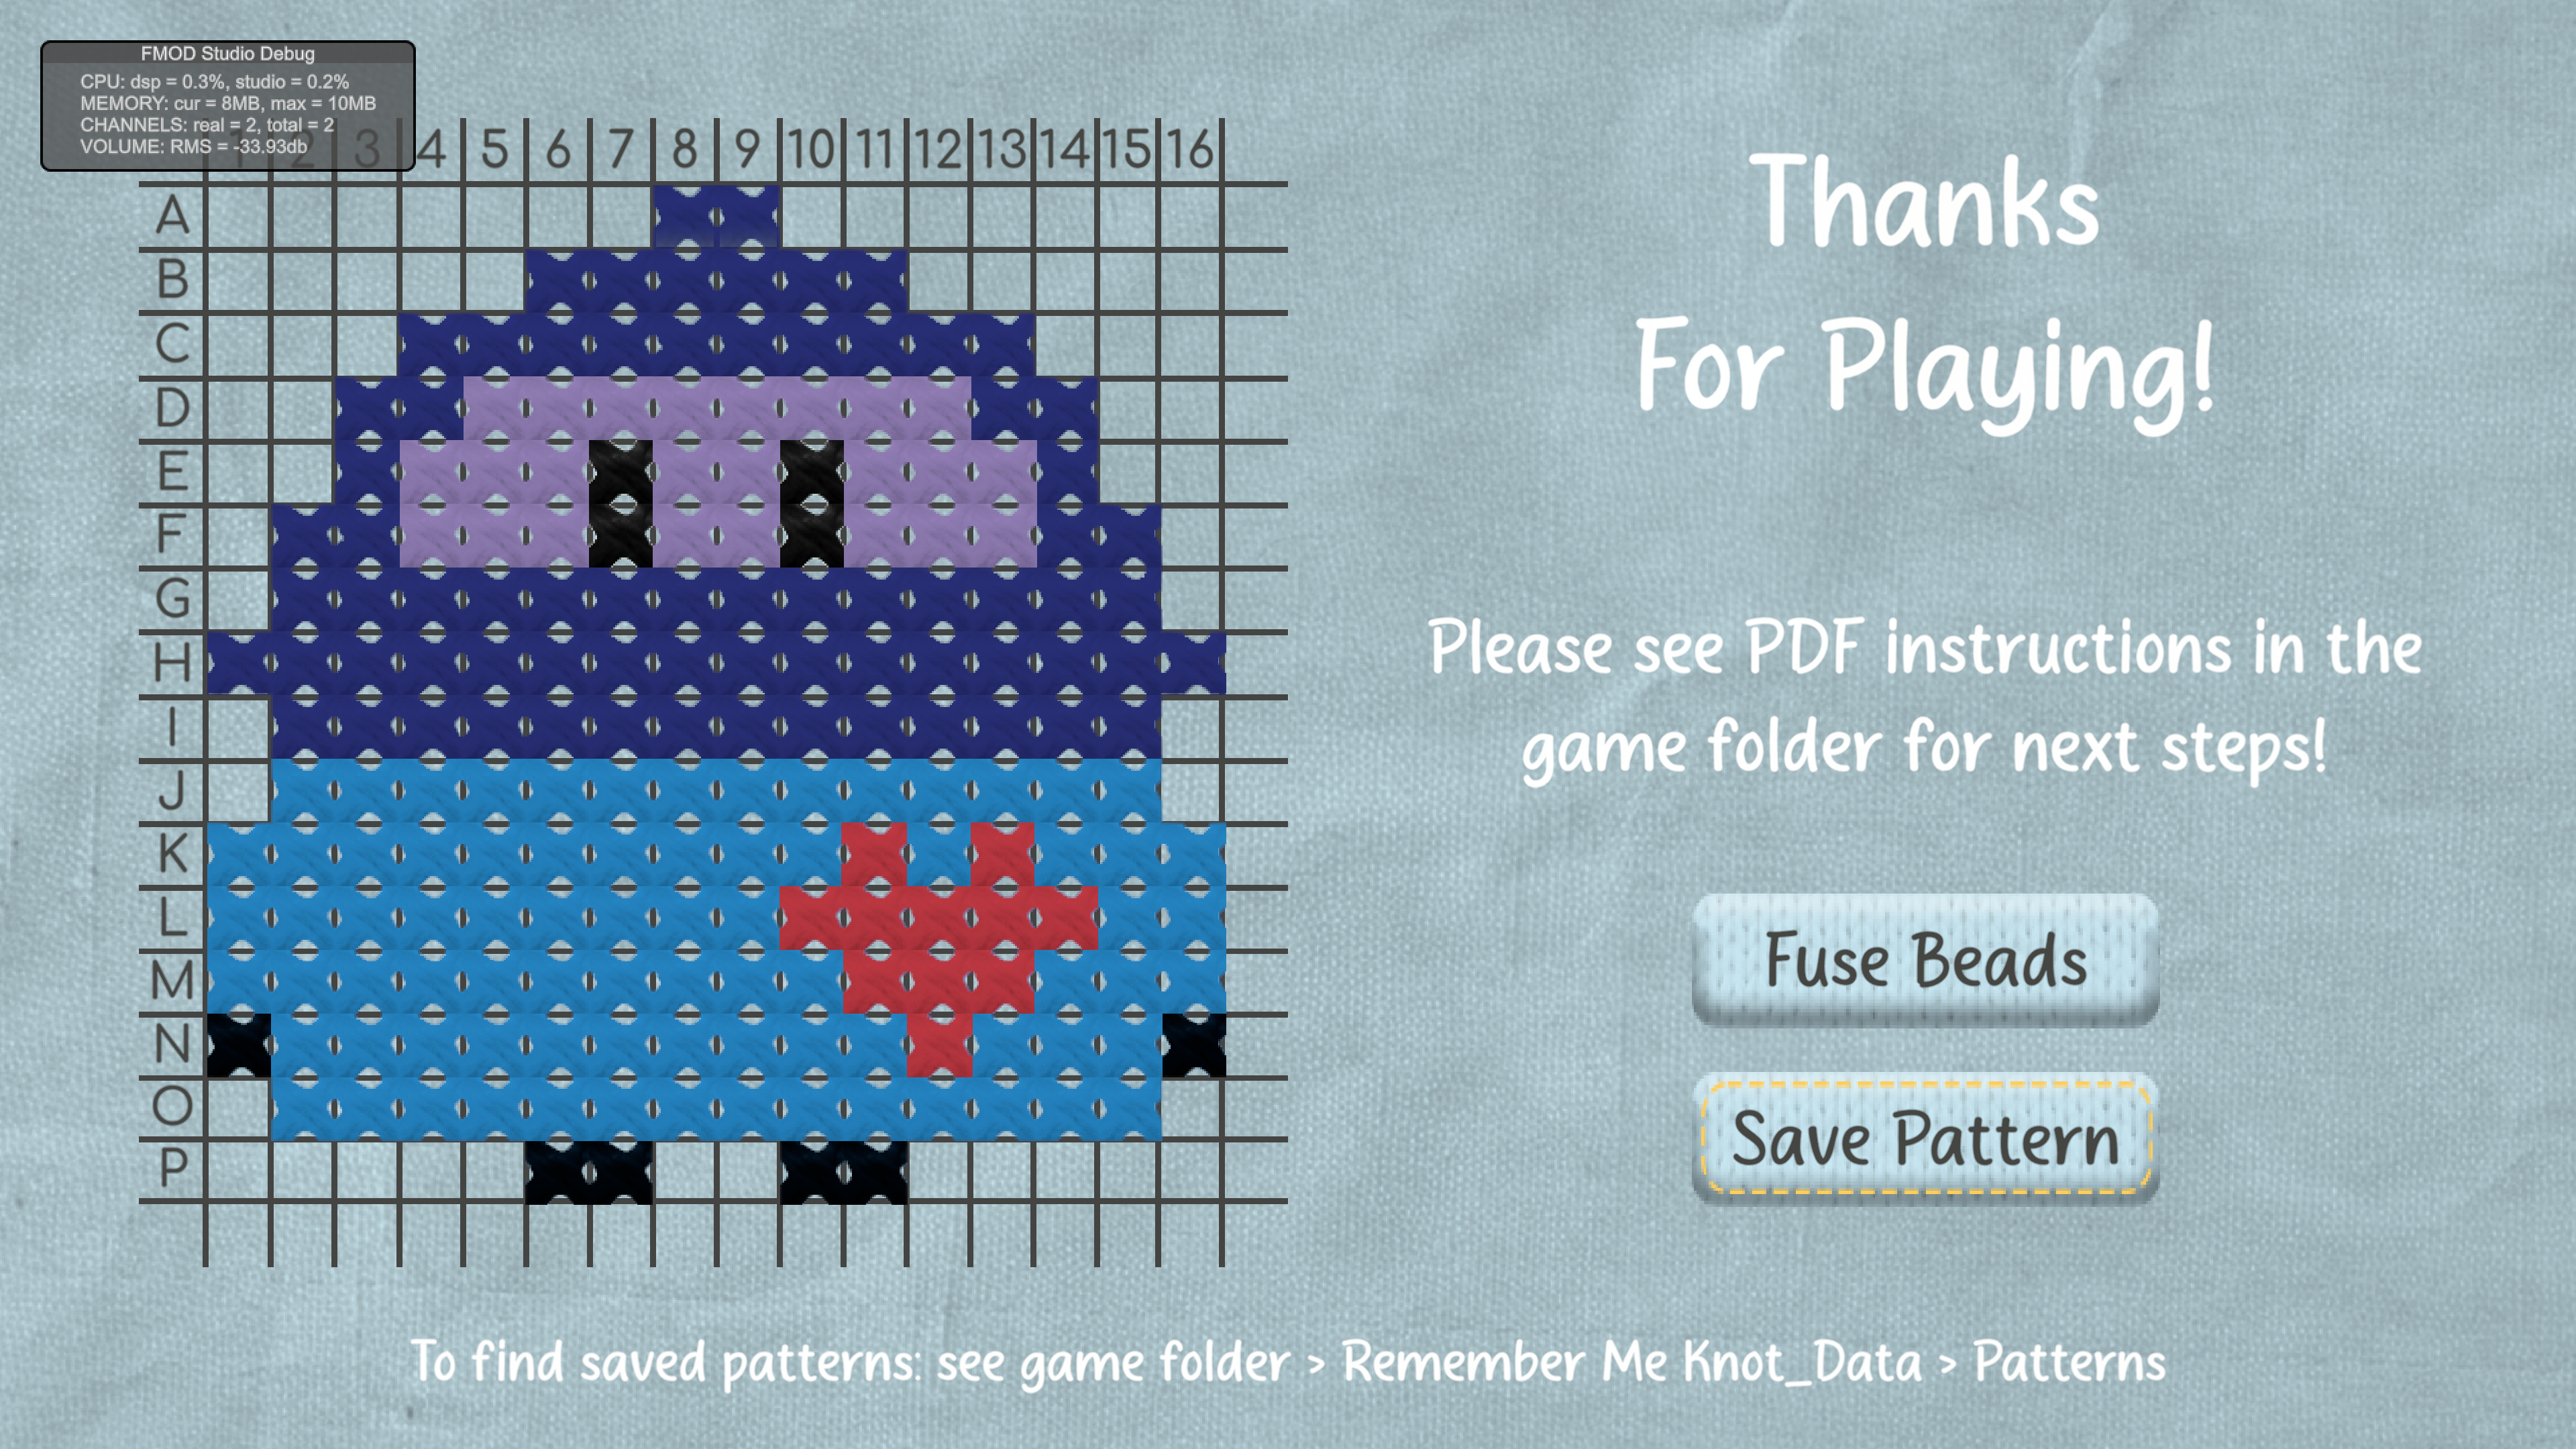 FMOD Studio Debug
CPU: dsp = 0.3%, studio = 0.2%
MEMORY: cur = 8MB, max = 10MB
CHANNELS: real = 2, total = 2
VOLUME: RMS = -33.93db
1 2 3 4 5 6 7 8 9 10 11 12 13 14 15 16
A
B
C
D
E
F
G
H
I
J
K
L
M
N
O
P
Thanks
For Playing!
Please see PDF instructions in the
game folder for next steps!
Fuse Beads
Save Pattern
To find saved patterns: see game folder > Remember Me Knot_Data > Patterns